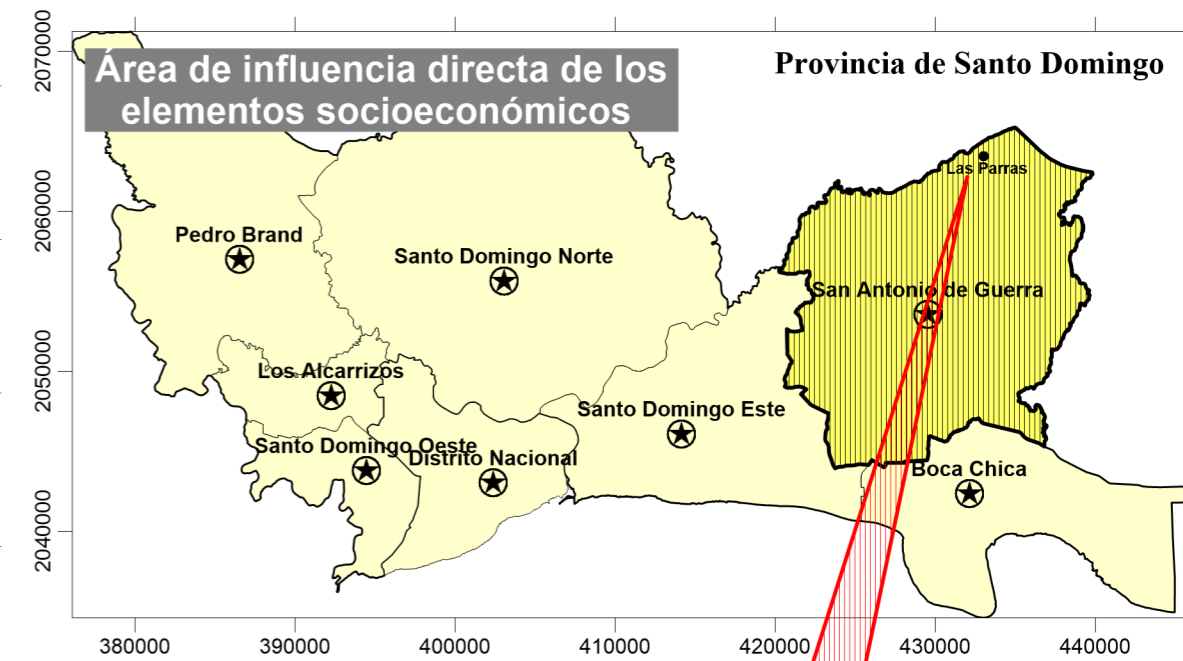 Área de influencia directa de los
elementos socioeconómicos
Provincia de Santo Domingo
2070000
2060000
2050000
2040000
Las Parras
Pedro Brand
Santo Domingo Norte
San Antonio de Guerra
Los Alcarrizos
Santo Domingo Este
Santo Domingo Oeste
Distrito Nacional
Boca Chica
380000
390000
400000
410000
420000
430000
440000